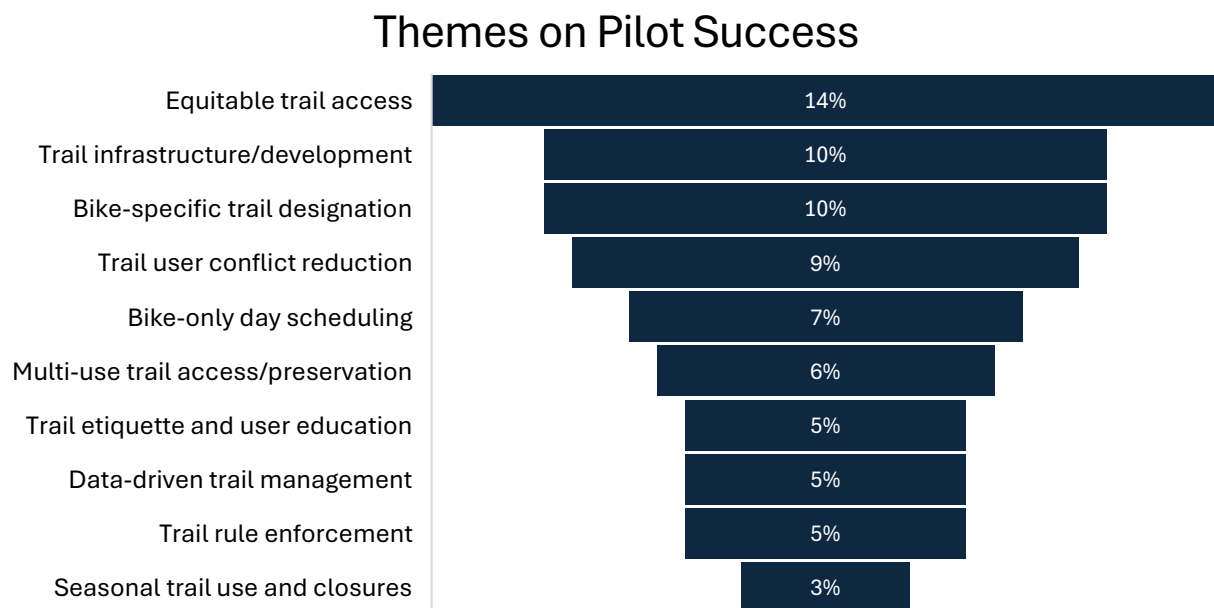 Themes on Pilot Success
Equitable trail access 14%
Trail infrastructure/development 10%
Bike-specific trail designation 10%
Trail user conflict reduction 9%
Bike-only day scheduling 7%
Multi-use trail access/preservation 6%
Trail etiquette and user education 5%
Data-driven trail management 5%
Trail rule enforcement 5%
Seasonal trail use and closures 3%